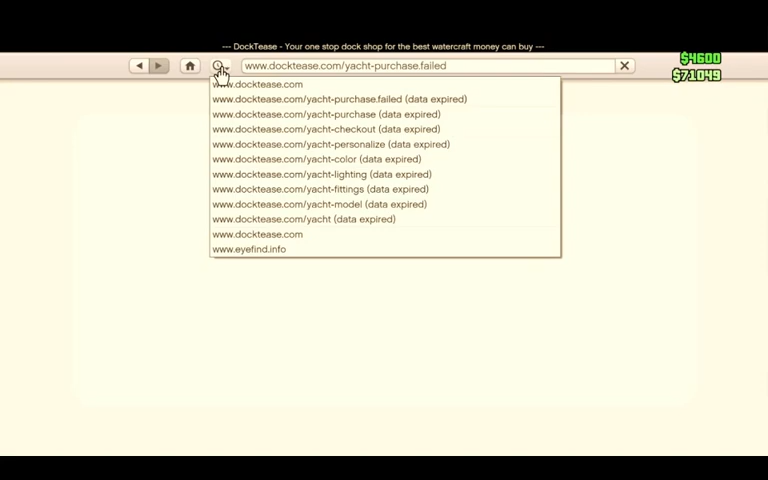 --- DockTease - Your one stop dock shop for the best watercraft money can buy ---
www.docktease.com/yacht-purchase.failed
$4600
$71049
www.docktease.com
www.docktease.com/yacht-purchase.failed (data expired)
www.docktease.com/yacht-purchase (data expired)
www.docktease.com/yacht-checkout (data expired)
www.docktease.com/yacht-personalize (data expired)
www.docktease.com/yacht-color (data expired)
www.docktease.com/yacht-lighting (data expired)
www.docktease.com/yacht-fittings (data expired)
www.docktease.com/yacht-model (data expired)
www.docktease.com/yacht (data expired)
www.docktease.com
www.eyefind.info